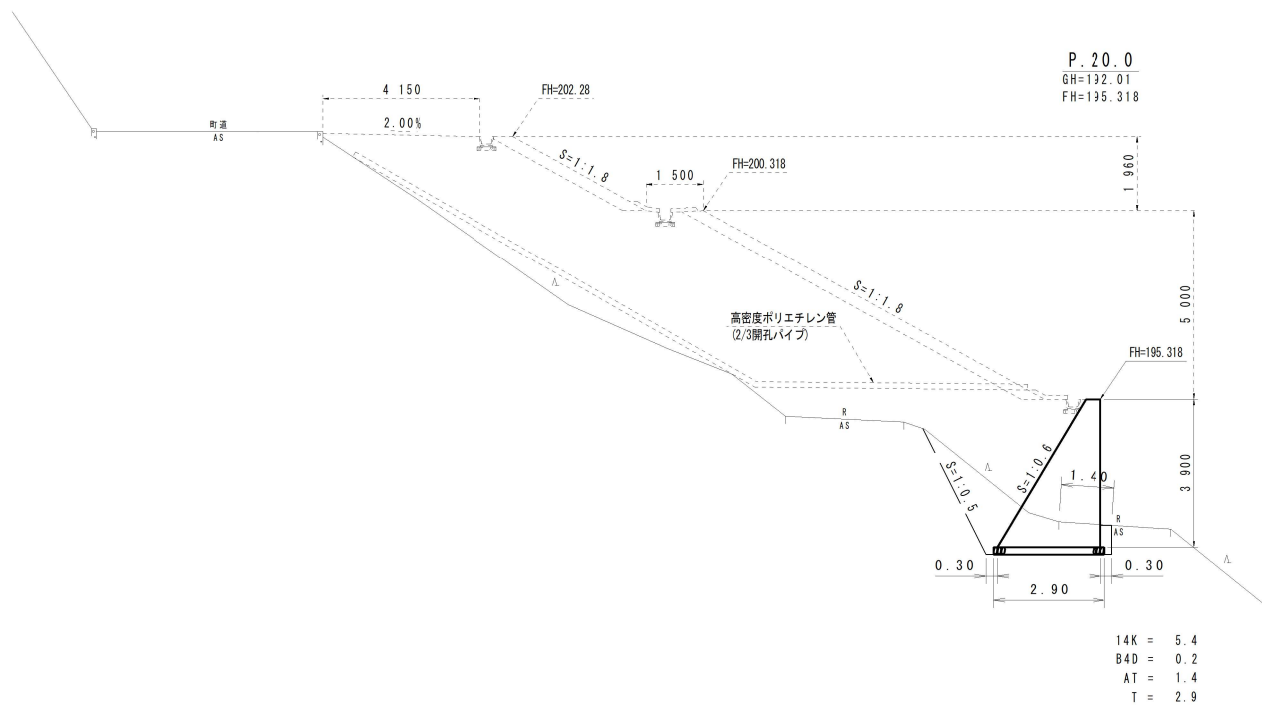 P.20.0
GH=192.01
FH=195.318
4 150
FH=202.28
町道
AS
2.00%
S=1:1.8
1 500
FH=200.318
1 960
S=1:1.8
5 000
高密度ポリエチレン管
(2/3開孔パイプ)
FH=195.318
R
AS
S=1:0.5
S=1:0.6
1.40
3 900
R
AS
0.30
0.30
2.90
14K = 5.4
B4D = 0.2
AT = 1.4
T = 2.9